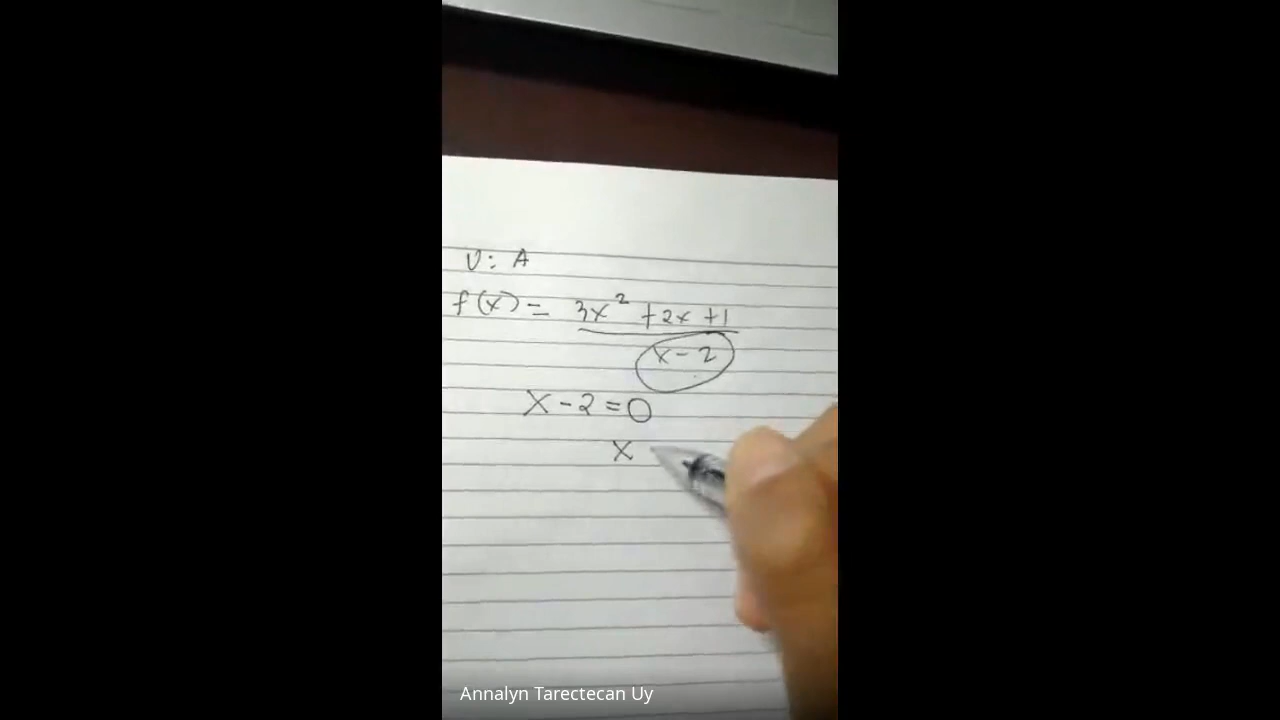 V: A
f(x) = 3x² + 2x + 1
x - 2
x - 2 = 0
x
Annalyn Tarectecan Uy